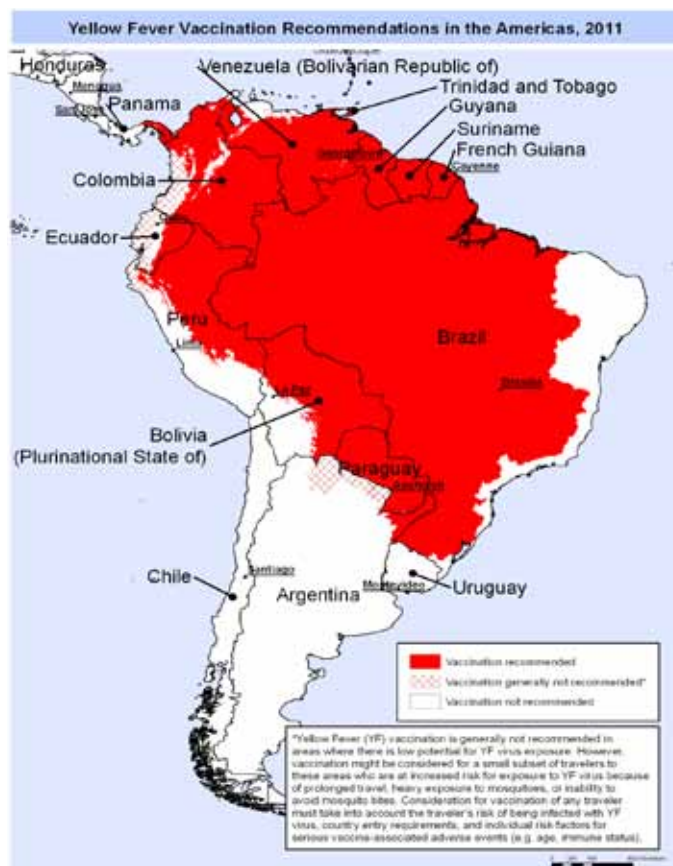 Yellow Fever Vaccination Recommendations in the Americas, 2011
Honduras
Venezuela (Bolivarian Republic of)
Managua
Trinidad and Tobago
Panama
Guyana
Suriname
French Guiana
Cayenne
Colombia
Ecuador
Peru
Brazil
Bolivia
(Plurinational State of)
Paraguay
Santiago
Chile
Argentina
Montevideo
Uruguay
Vaccination recommended
Vaccination generally not recommended*
Vaccination not recommended
*Yellow Fever (YF) vaccination is generally not recommended in
areas where there is low potential for YF virus exposure. However,
vaccination might be considered for a small subset of travelers to
these areas who are at increased risk for exposure to YF virus because
of prolonged travel, heavy exposure to mosquitoes, or inability to
avoid mosquito bites. Consideration for vaccination of any traveler
must take into account the traveler's risk of being infected with YF
virus, country entry requirements, and individual risk factors for
serious vaccine-associated adverse events (e.g. age, immune status).